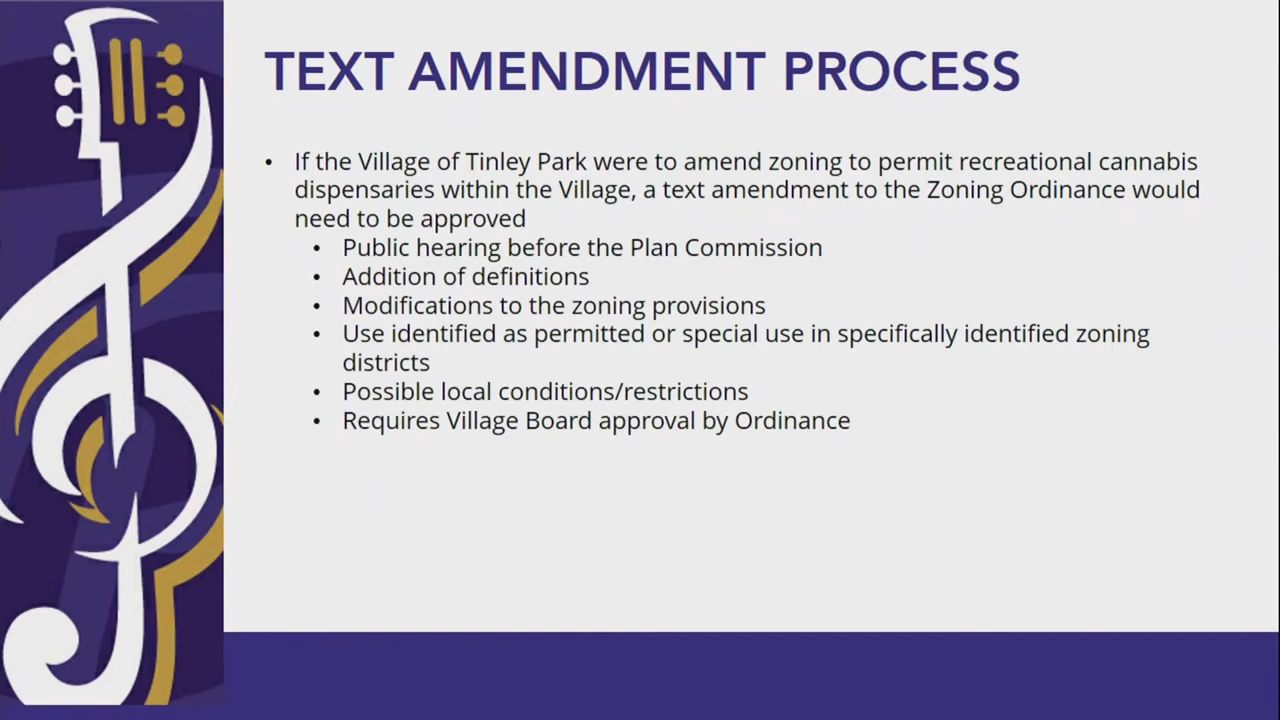 TEXT AMENDMENT PROCESS
• If the Village of Tinley Park were to amend zoning to permit recreational cannabis
dispensaries within the Village, a text amendment to the Zoning Ordinance would
need to be approved
• Public hearing before the Plan Commission
• Addition of definitions
• Modifications to the zoning provisions
• Use identified as permitted or special use in specifically identified zoning
districts
• Possible local conditions/restrictions
• Requires Village Board approval by Ordinance